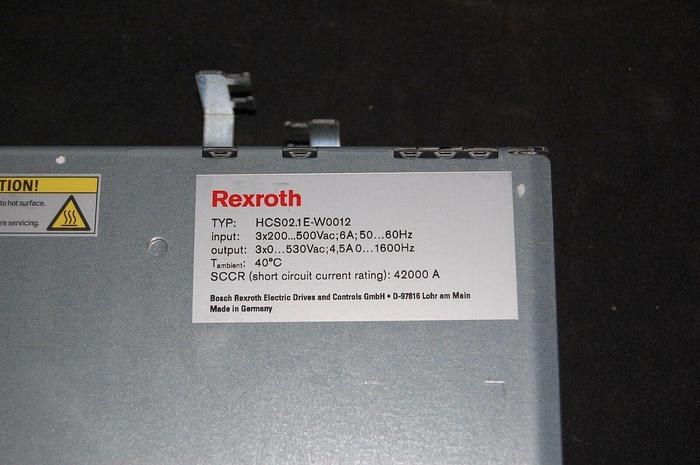 TION!
to hot surface.
re servicing.
Rexroth
TYP: HCS02.1E-W0012
input: 3x200...500Vac;6A;50...60Hz
output: 3x0...530Vac;4,5A 0...1600Hz
Tambient: 40°C
SCCR (short circuit current rating): 42000 A
Bosch Rexroth Electric Drives and Controls GmbH • D-97816 Lohr am Main
Made in Germany